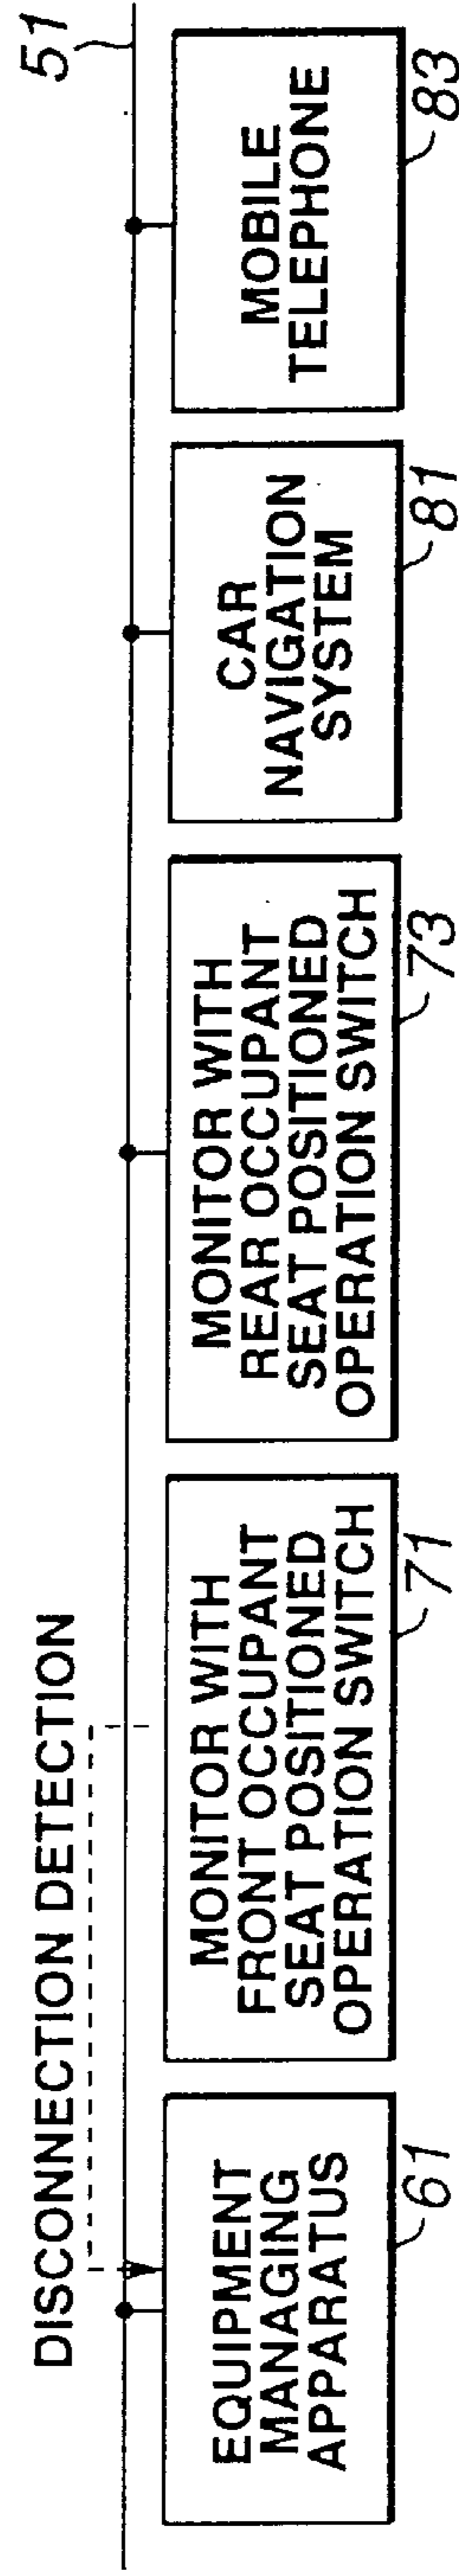 DISCONNECTION DETECTION
51
EQUIPMENT
MANAGING
APPARATUS
61
MONITOR WITH
FRONT OCCUPANT
SEAT POSITIONED
OPERATION SWITCH
71
MONITOR WITH
REAR OCCUPANT
SEAT POSITIONED
OPERATION SWITCH
73
CAR
NAVIGATION
SYSTEM
81
MOBILE
TELEPHONE
83